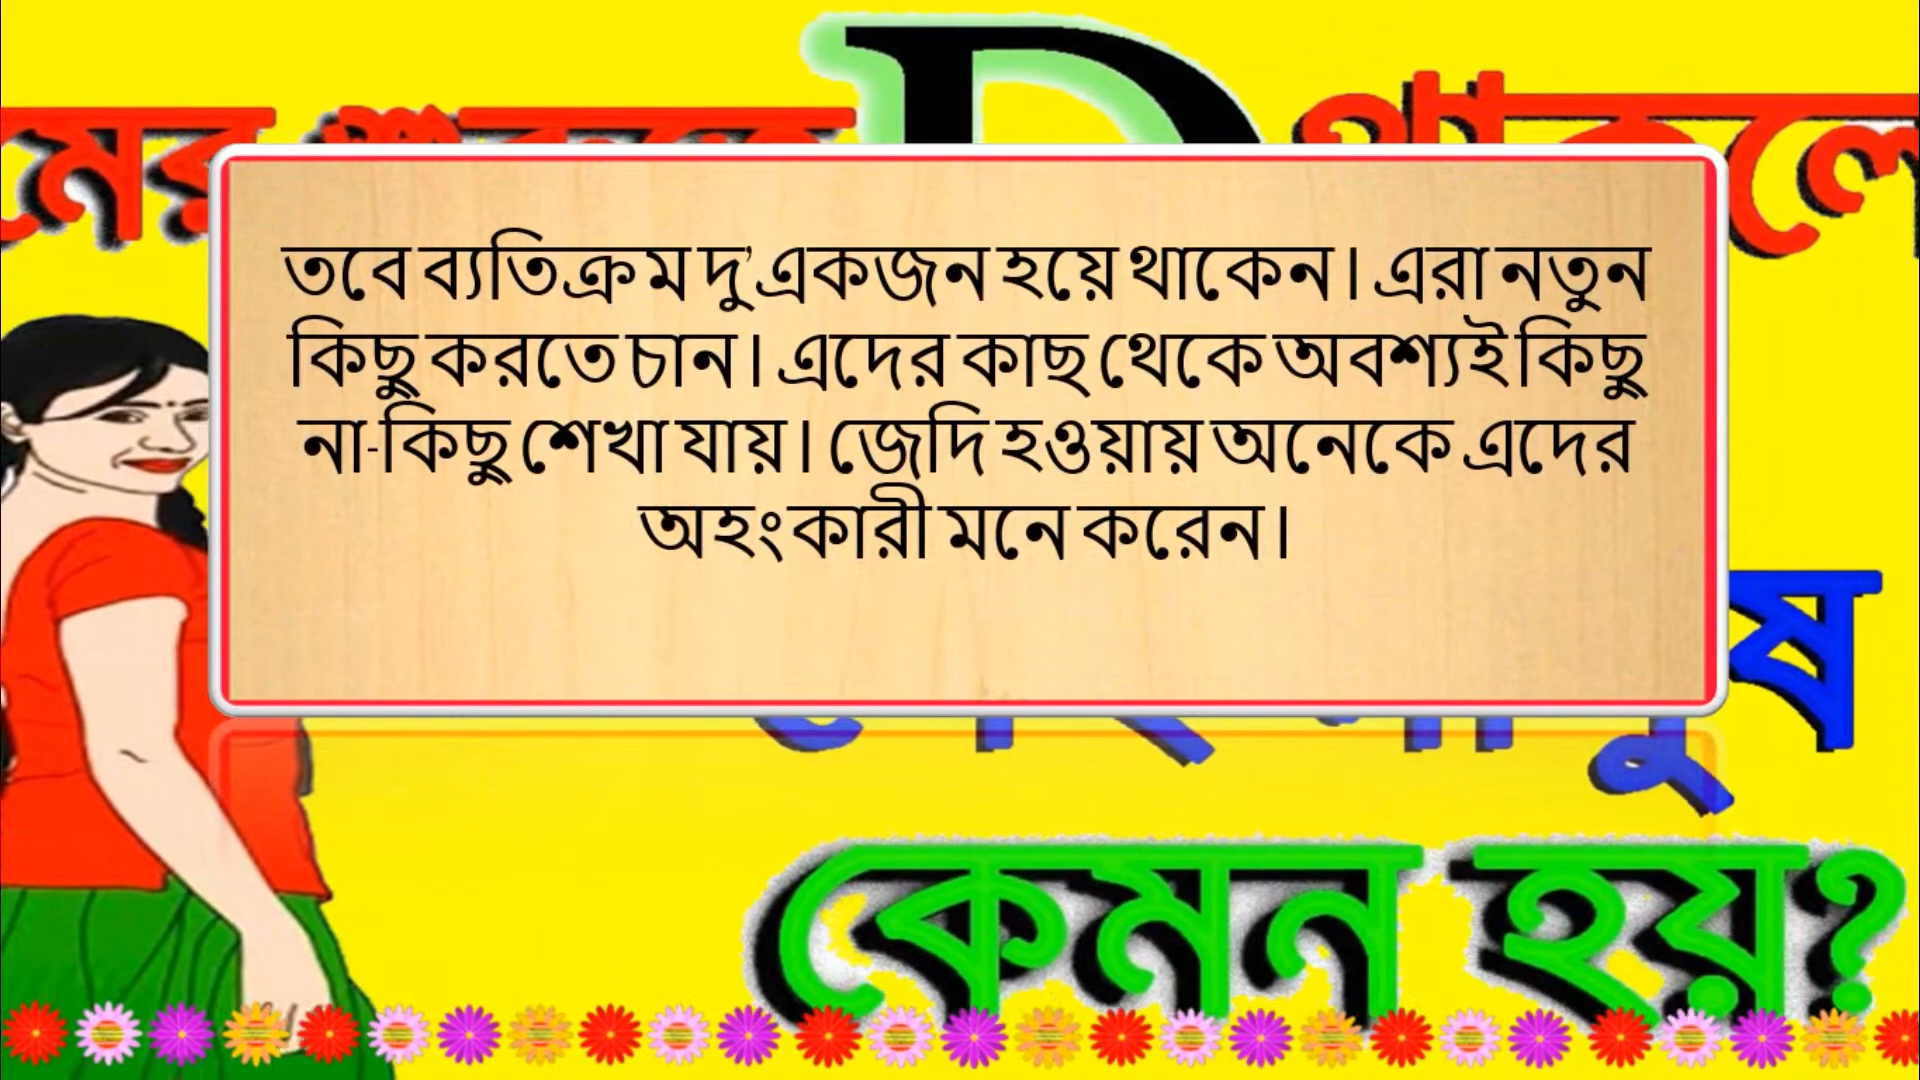 D থাকলে
তবে ব্যতিক্রম দু’একজন হয়ে থাকেন। এরা নতুন
কিছু করতে চান। এদের কাছ থেকে অবশ্যই কিছু
না-কিছু শেখা যায়। জেদি হওয়ায় অনেকে এদের
অহংকারী মনে করেন।
কেমন হয়?